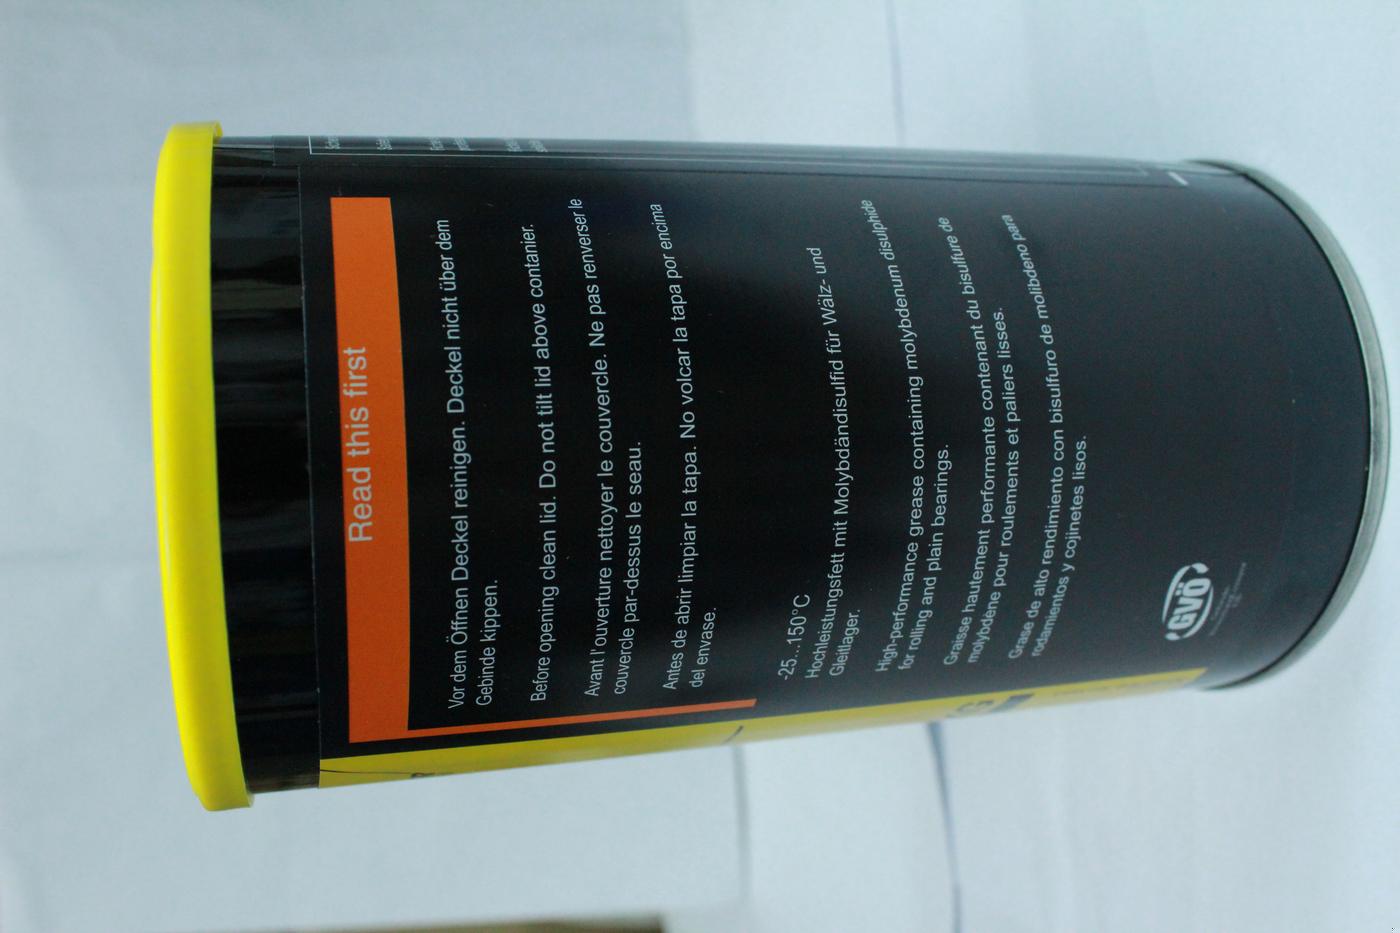 Read this first
Vor dem Öffnen Deckel reinigen. Deckel nicht über dem
Gebinde kippen.
Before opening clean lid. Do not tilt lid above contanier.
Avant l'ouverture nettoyer le couvercle. Ne pas renverser le
couvercle par-dessus le seau.
Antes de abrir limpiar la tapa. No volcar la tapa por encima
del envase.
-25...150°C
Hochleistungsfett mit Molybdändisulfid für Wälz- und
Gleitlager.
High-performance grease containing molybdenum disulphide
for rolling and plain bearings.
Graisse hautement performante contenant du bisulfure de
molybdène pour roulements et paliers lisses.
Grase de alto rendimiento con bisulfuro de molibdeno para
rodamientos y cojinetes lisos.
GVÖ